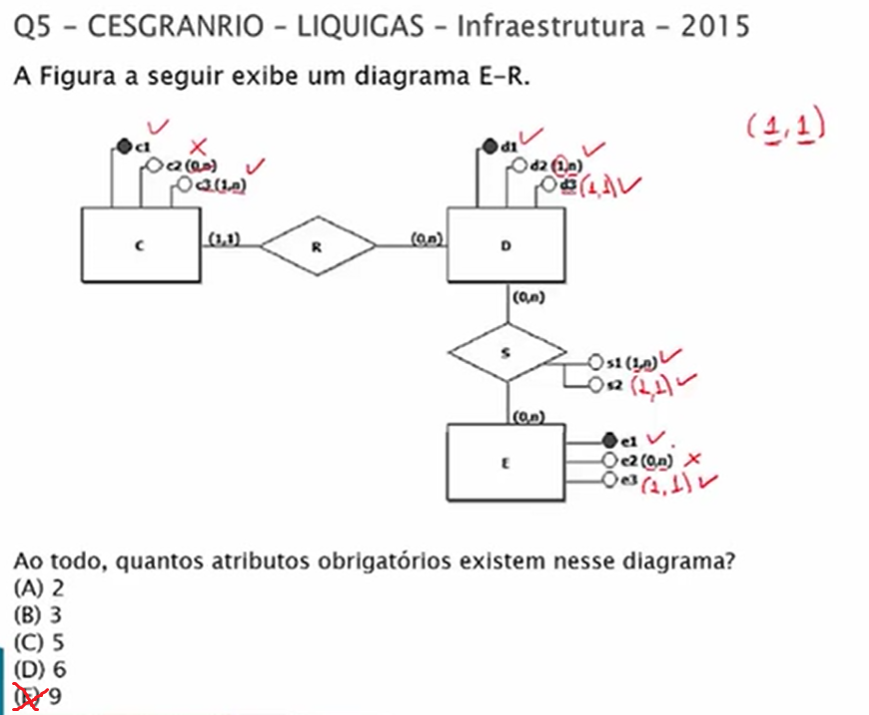 Q5 - CESGRANRIO - LIQUIGAS - Infraestrutura - 2015
A Figura a seguir exibe um diagrama E-R.
(1,1)
c1
c2 (0,n)
c3 (1,n)
d1
d2 (1,n)
d3 (1,1)
C
(1,1)
R
(0,n)
D
(0,n)
S
s1 (1,n)
s2 (1,1)
(0,n)
E
e1
e2 (0,n)
e3 (1,1)
Ao todo, quantos atributos obrigatórios existem nesse diagrama?
(A) 2
(B) 3
(C) 5
(D) 6
(E) 9